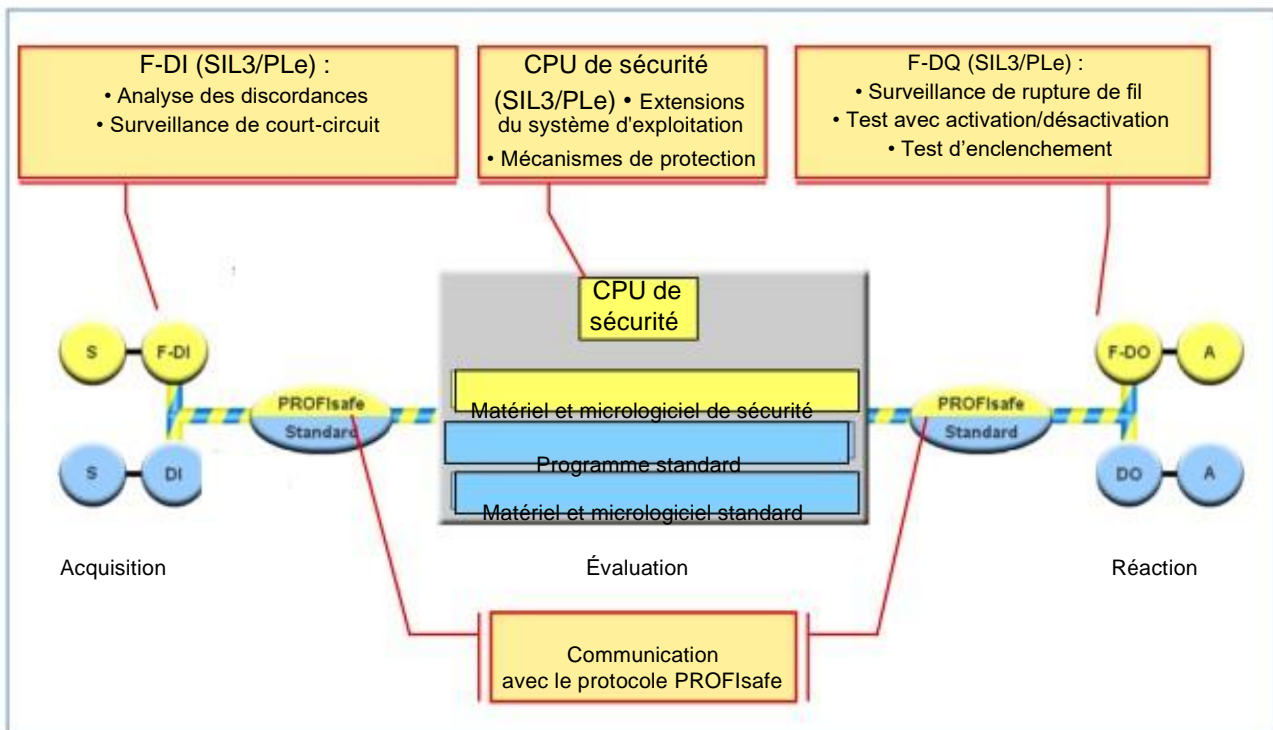 F-DI (SIL3/PLe) :
• Analyse des discordances
• Surveillance de court-circuit
CPU de sécurité
(SIL3/PLe) • Extensions
du système d'exploitation
• Mécanismes de protection
F-DQ (SIL3/PLe) :
• Surveillance de rupture de fil
• Test avec activation/désactivation
• Test d’enclenchement
CPU de
sécurité
S
F-DI
PROFIsafe
Standard
S
DI
Matériel et micrologiciel de sécurité
Programme standard
Matériel et micrologiciel standard
PROFIsafe
Standard
F-DO
A
DO
A
Acquisition
Évaluation
Réaction
Communication
avec le protocole PROFIsafe